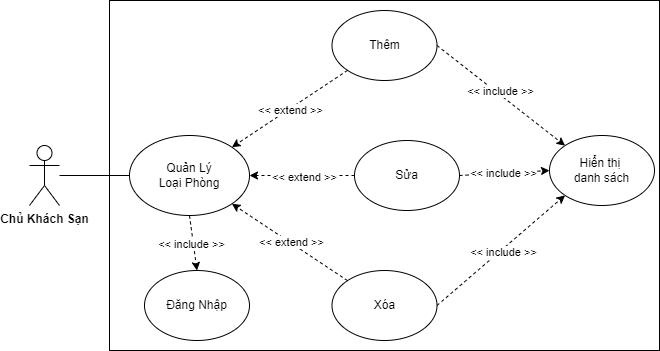 Thêm
<< include >>
<< extend >>
Chủ Khách Sạn
Quản Lý
Loại Phòng
<< extend >>
Sửa
<< include >>
Hiển thị
danh sách
<< include >>
<< extend >>
<< include >>
Đăng Nhập
Xóa